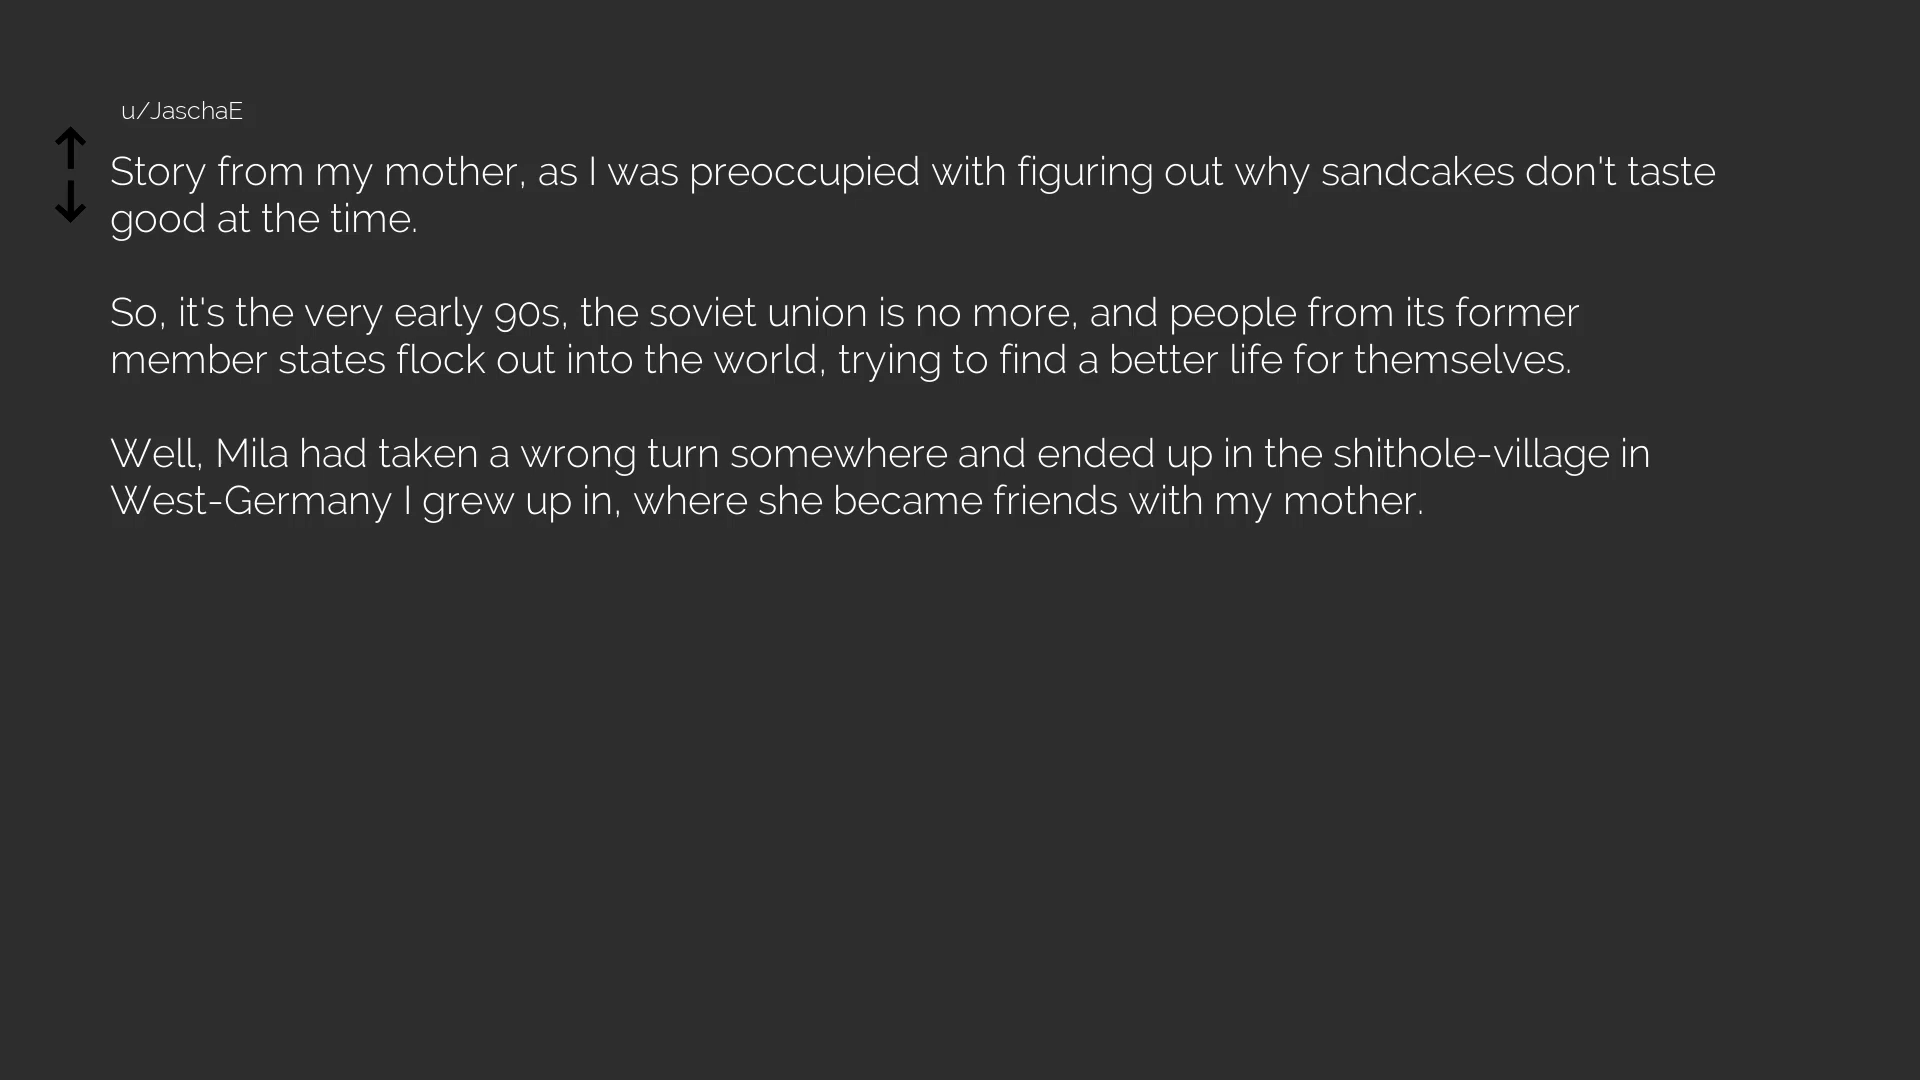 u/JaschaE
Story from my mother, as I was preoccupied with figuring out why sandcakes don't taste
good at the time.
So, it's the very early 90s, the soviet union is no more, and people from its former
member states flock out into the world, trying to find a better life for themselves.
Well, Mila had taken a wrong turn somewhere and ended up in the shithole-village in
West-Germany I grew up in, where she became friends with my mother.